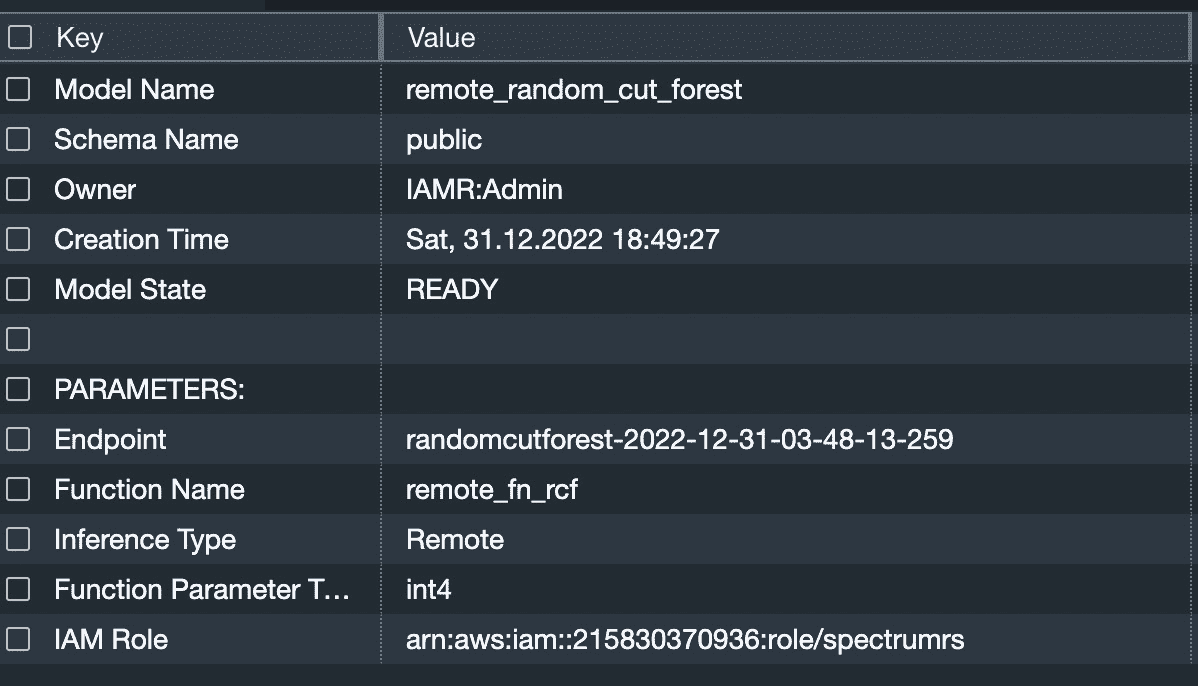 Key Value
Model Name remote_random_cut_forest
Schema Name public
Owner IAMR:Admin
Creation Time Sat, 31.12.2022 18:49:27
Model State READY
PARAMETERS:
Endpoint randomcutforest-2022-12-31-03-48-13-259
Function Name remote_fn_rcf
Inference Type Remote
Function Parameter T... int4
IAM Role arn:aws:iam::215830370936:role/spectrumrs